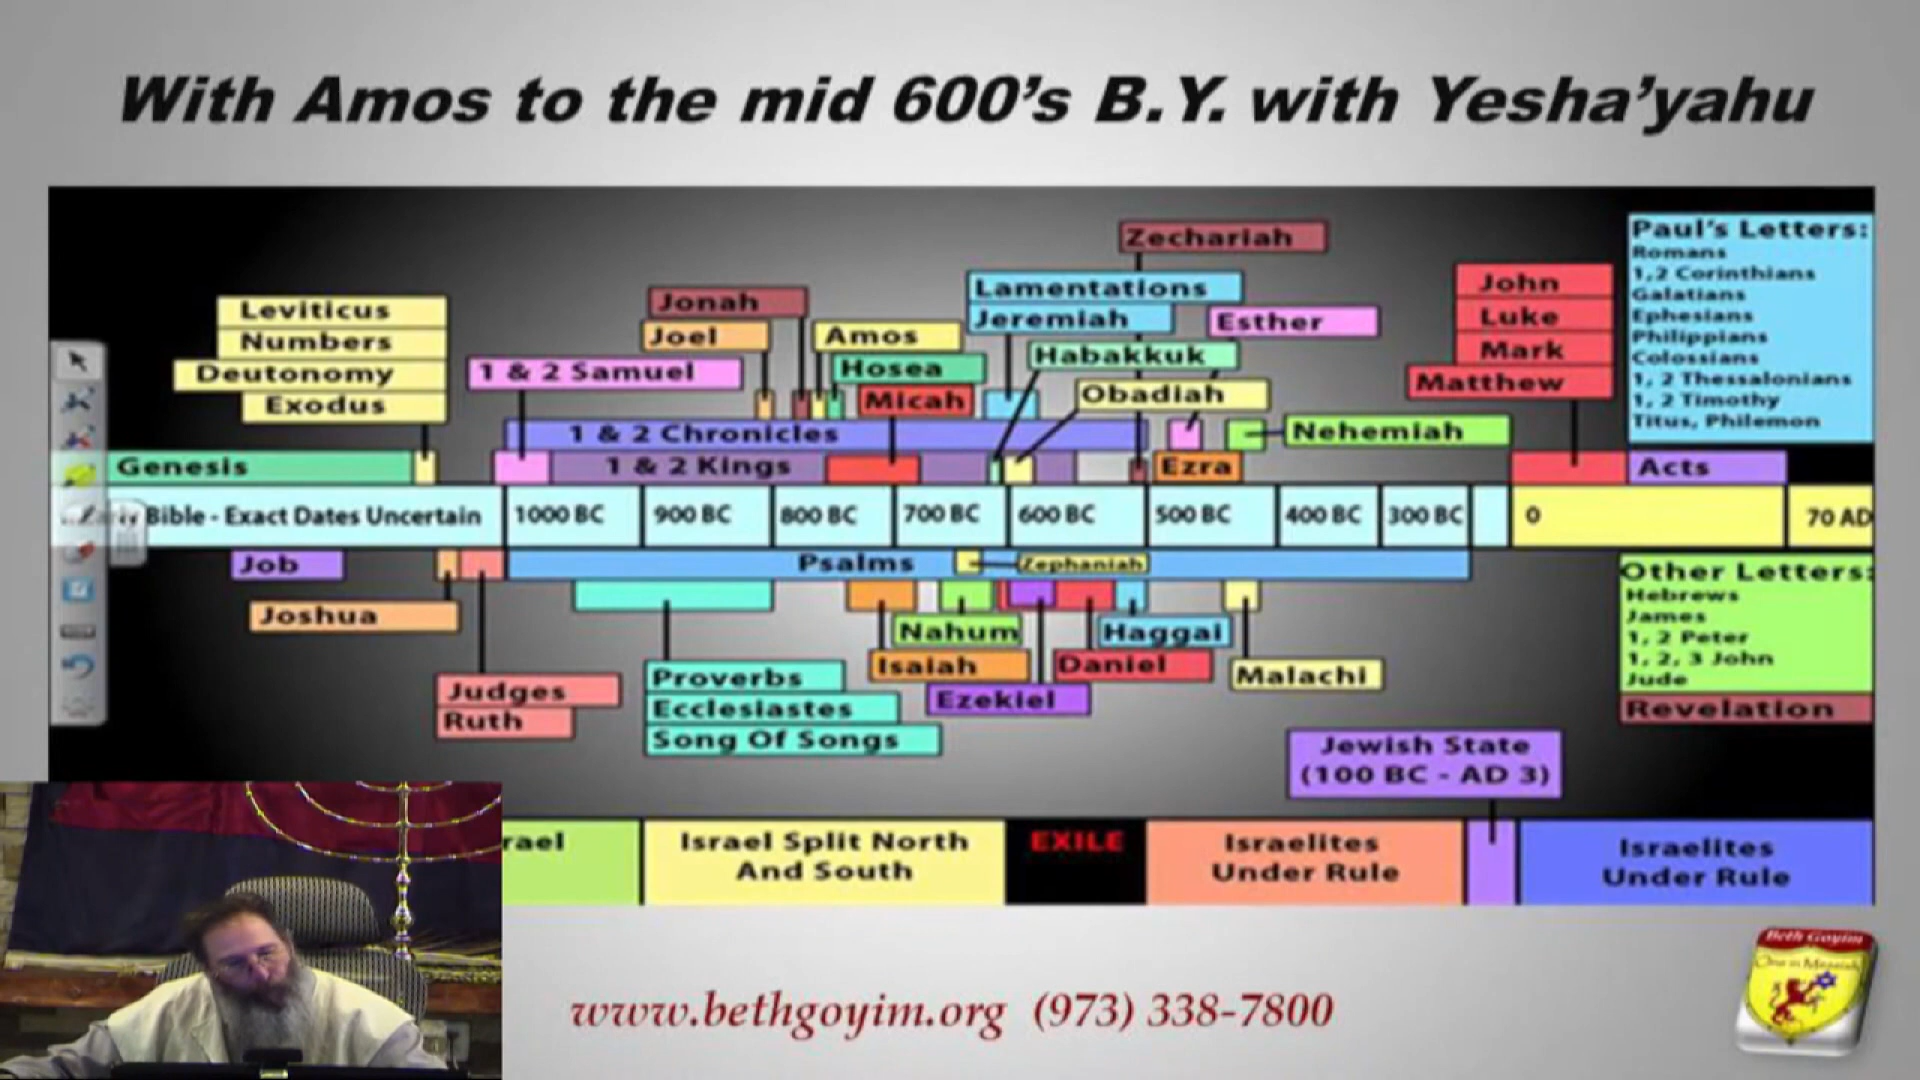 With Amos to the mid 600's B.Y. with Yesha'yahu
Zechariah
Paul's Letters:
Romans
1,2 Corinthians
Galatians
Ephesians
Philippians
Colossians
1, 2 Thessalonians
1, 2 Timothy
Titus, Philemon
John
Luke
Mark
Matthew
Lamentations
Jeremiah
Esther
Jonah
Joel
Amos
Hosea
Micah
Habakkuk
Obadiah
Leviticus
Numbers
Deutonomy
Exodus
1 & 2 Samuel
1 & 2 Chronicles
Nehemiah
Genesis
1 & 2 Kings
Ezra
Acts
Bible - Exact Dates Uncertain
1000 BC
900 BC
800 BC
700 BC
600 BC
500 BC
400 BC
300 BC
0
70 AD
Job
Psalms
Zephaniah
Joshua
Nahum
Haggai
Isaiah
Daniel
Malachi
Ezekiel
Judges
Ruth
Proverbs
Ecclesiastes
Song Of Songs
Other Letters:
Hebrews
James
1, 2 Peter
1, 2, 3 John
Jude
Revelation
Jewish State
(100 BC - AD 3)
rael
Israel Split North
And South
EXILE
Israelites
Under Rule
Israelites
Under Rule
www.bethgoyim.org (973) 338-7800
Beth Goyim
One in Messiah